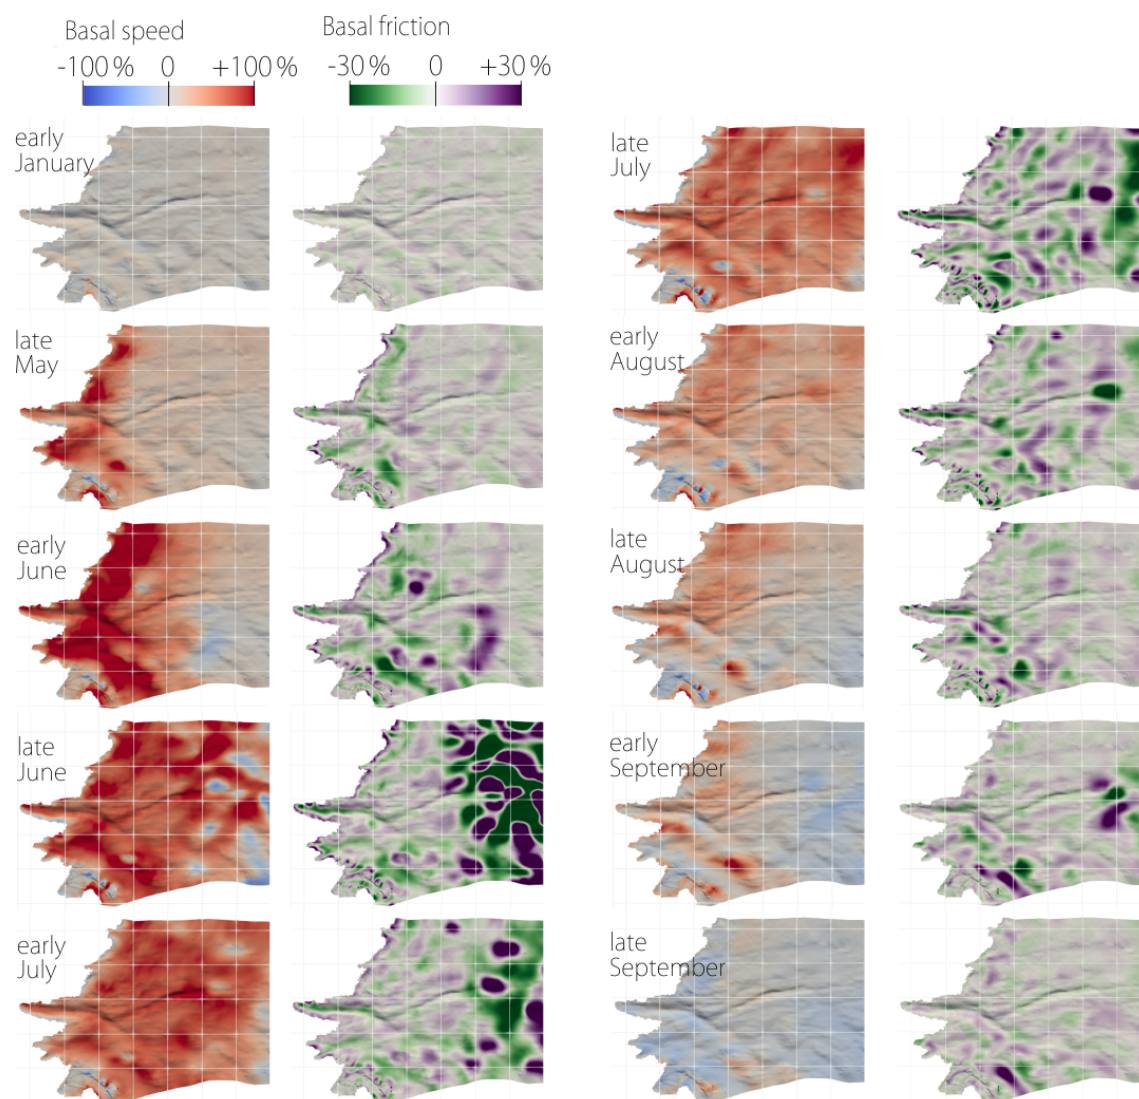 Basal speed
-100 % 0 +100 %
Basal friction
-30 % 0 +30 %
early
January
late
May
early
June
late
June
early
July
late
July
early
August
late
August
early
September
late
September